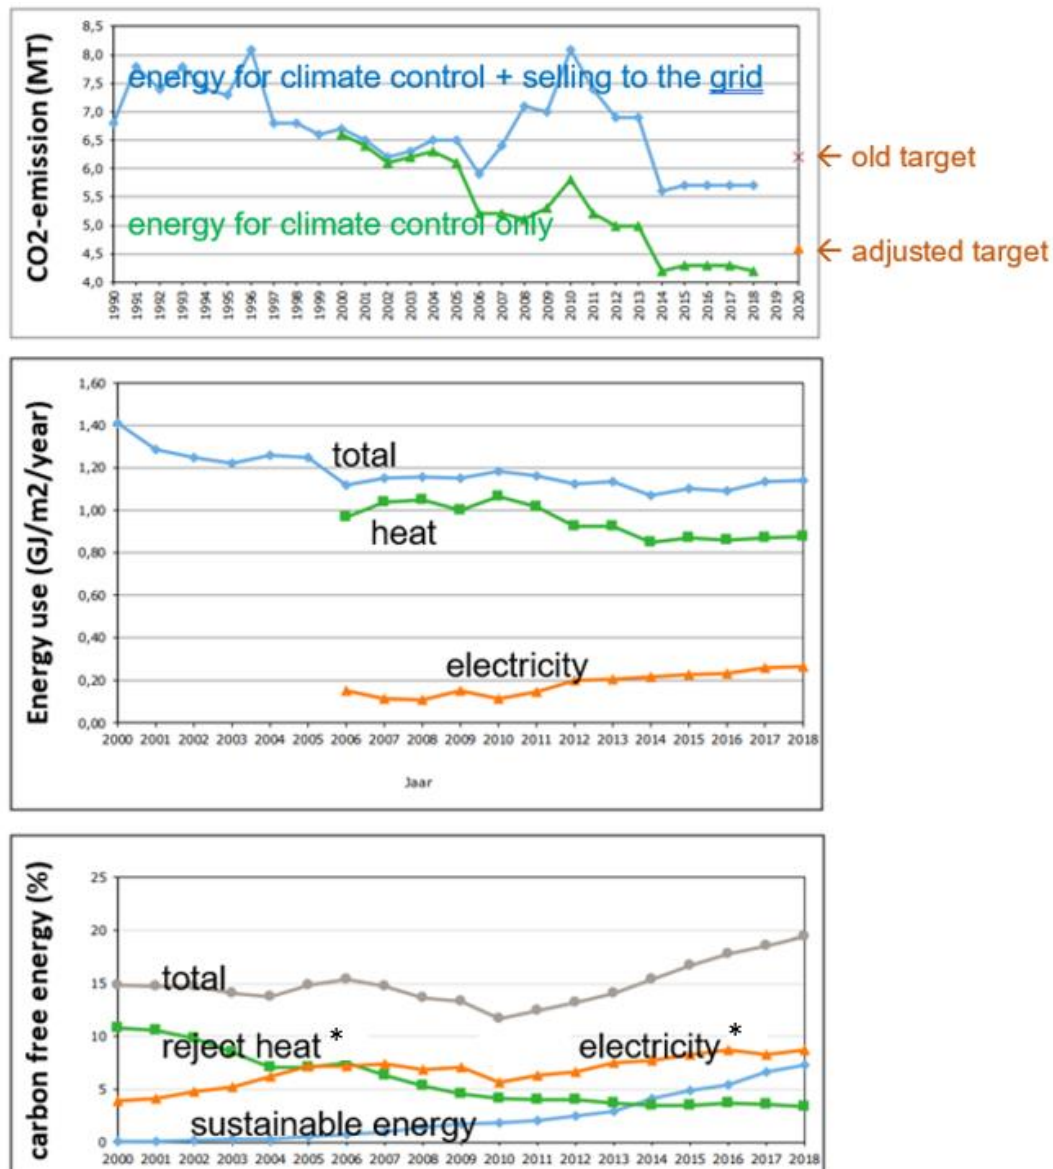 CO2-emission (MT)
8,5
8,0
7,5
7,0
6,5
6,0
5,5
5,0
4,5
4,0
energy for climate control + selling to the grid
energy for climate control only
← old target
← adjusted target
1990 1991 1992 1993 1994 1995 1996 1997 1998 1999 2000 2001 2002 2003 2004 2005 2006 2007 2008 2009 2010 2011 2012 2013 2014 2015 2016 2017 2018 2020
Energy use (GJ/m2/year)
1,60
1,40
1,20
1,00
0,80
0,60
0,40
0,20
0,00
total
heat
electricity
2000 2001 2002 2003 2004 2005 2006 2007 2008 2009 2010 2011 2012 2013 2014 2015 2016 2017 2018
Jaar
carbon free energy (%)
25
20
15
10
5
0
total
reject heat *
electricity *
sustainable energy
2000 2001 2002 2003 2004 2005 2006 2007 2008 2009 2010 2011 2012 2013 2014 2015 2016 2017 2018